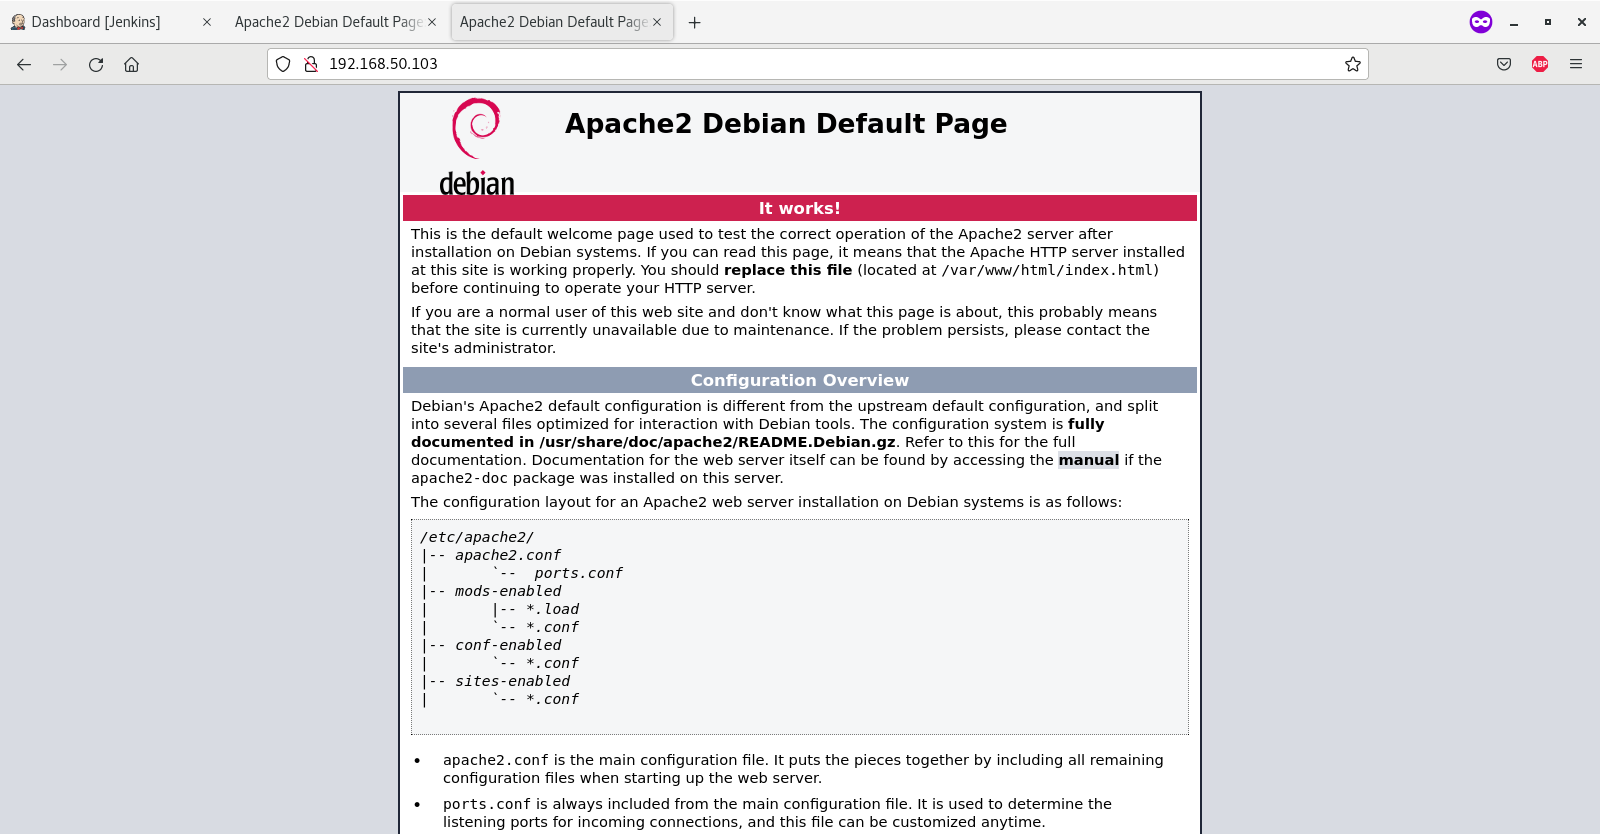 Dashboard [Jenkins]
Apache2 Debian Default Page
Apache2 Debian Default Page
192.168.50.103
ABP
debian
Apache2 Debian Default Page
It works!
This is the default welcome page used to test the correct operation of the Apache2 server after
installation on Debian systems. If you can read this page, it means that the Apache HTTP server installed
at this site is working properly. You should replace this file (located at /var/www/html/index.html)
before continuing to operate your HTTP server.
If you are a normal user of this web site and don't know what this page is about, this probably means
that the site is currently unavailable due to maintenance. If the problem persists, please contact the
site's administrator.
Configuration Overview
Debian's Apache2 default configuration is different from the upstream default configuration, and split
into several files optimized for interaction with Debian tools. The configuration system is fully
documented in /usr/share/doc/apache2/README.Debian.gz. Refer to this for the full
documentation. Documentation for the web server itself can be found by accessing the manual if the
apache2-doc package was installed on this server.
The configuration layout for an Apache2 web server installation on Debian systems is as follows:
/etc/apache2/
|-- apache2.conf
|       `--  ports.conf
|-- mods-enabled
|       |-- *.load
|       `-- *.conf
|-- conf-enabled
|       `-- *.conf
|-- sites-enabled
|       `-- *.conf
• apache2.conf is the main configuration file. It puts the pieces together by including all remaining
configuration files when starting up the web server.
• ports.conf is always included from the main configuration file. It is used to determine the
listening ports for incoming connections, and this file can be customized anytime.